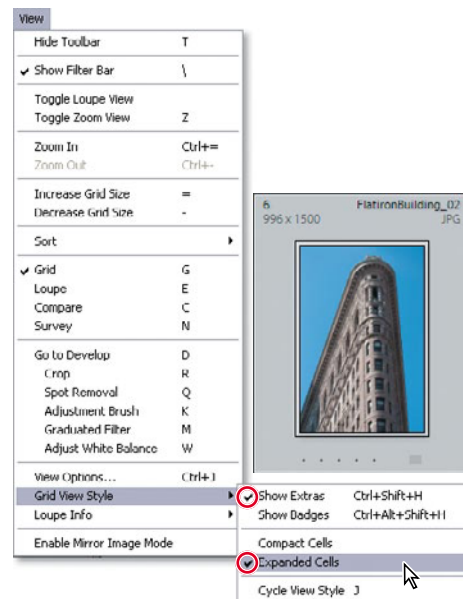 View
Hide Toolbar T
Show Filter Bar \
Toggle Loupe View
Toggle Zoom View Z
Zoom In Ctrl+=
Zoom Out Ctrl+-
Increase Grid Size =
Decrease Grid Size -
Sort
Grid G
Loupe E
Compare C
Survey N
Go to Develop D
Crop R
Spot Removal Q
Adjustment Brush K
Graduated Filter M
Adjust White Balance W
View Options... Ctrl+J
Grid View Style
Loupe Info
Enable Mirror Image Mode
6 FlatironBuilding_02
996 x 1500 JPG
Show Extras Ctrl+Shift+H
Show Badges Ctrl+Alt+Shift+H
Compact Cells
Expanded Cells
Cycle View Style J